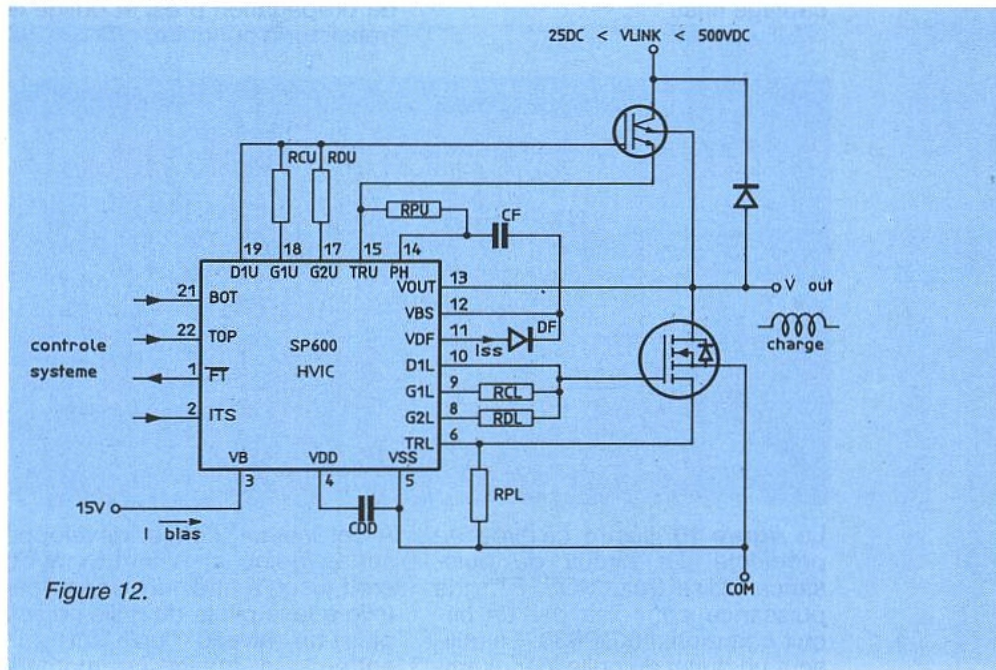 25DC < VLINK < 500VDC
RCU RDU
RPU
CF
19 18 17 15 14
D1U G1U G2U TRU PH
VOUT 13
VBS 12
VDF 11
Iss
DF
D1L 10
G1L 9
RCL
G2L 8
RDL
TRL 6
21 BOT
22 TOP
1 FT
2 ITS
controle
systeme
SP600
HVIC
V out
charge
VB VDD VSS
3 4 5
15V
I bias
CDD
RPL
COM
Figure 12.